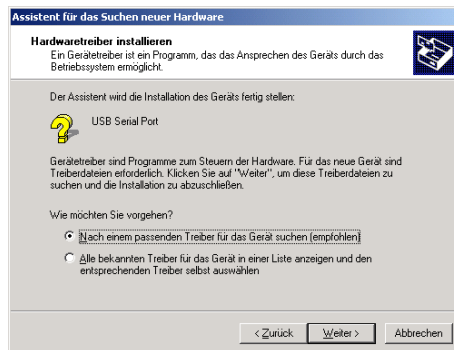 Assistent für das Suchen neuer Hardware
Hardwaretreiber installieren
Ein Gerätetreiber ist ein Programm, das das Ansprechen des Geräts durch das
Betriebssystem ermöglicht.
Der Assistent wird die Installation des Geräts fertig stellen:
USB Serial Port
Gerätetreiber sind Programme zum Steuern der Hardware. Für das neue Gerät sind
Treiberdateien erforderlich. Klicken Sie auf "Weiter", um diese Treiberdateien zu
suchen und die Installation zu abzuschließen.
Wie möchten Sie vorgehen?
Nach einem passenden Treiber für das Gerät suchen (empfohlen)
Alle bekannten Treiber für das Gerät in einer Liste anzeigen und den
entsprechenden Treiber selbst auswählen
< Zurück Weiter > Abbrechen